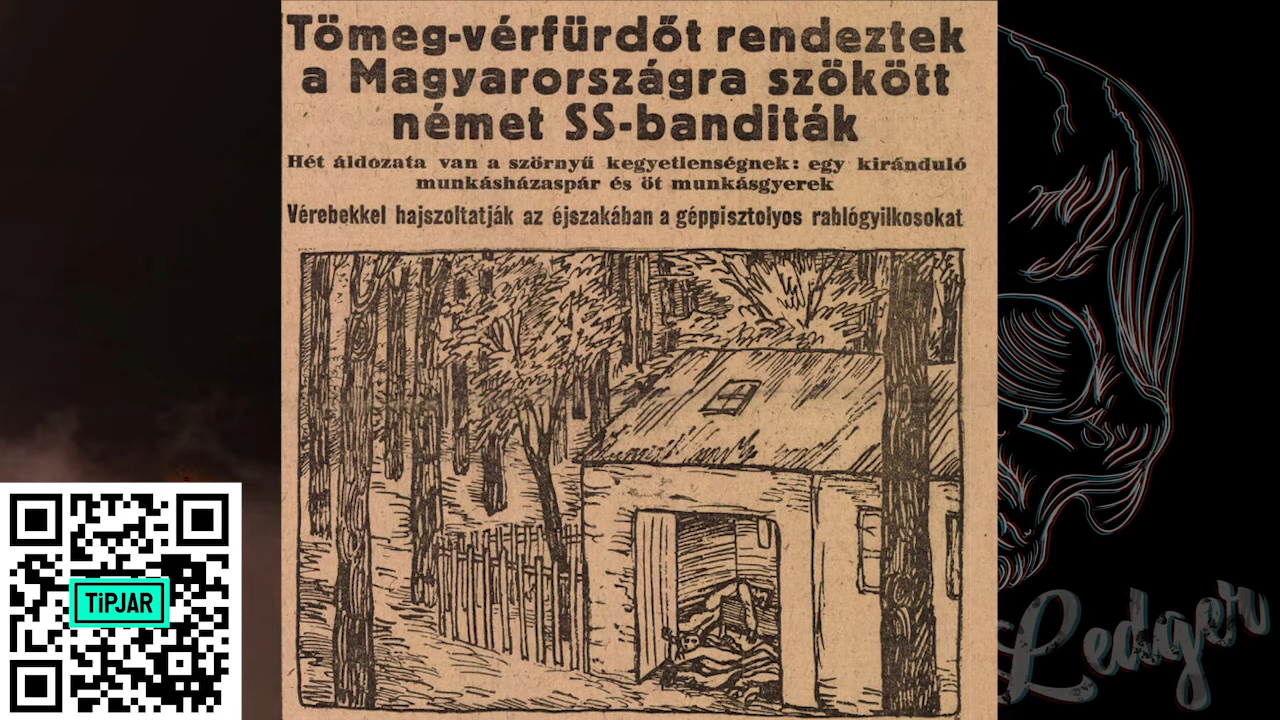 Tömeg-vérfürdőt rendeztek
a Magyarországra szökött
német SS-banditák
Hét áldozata van a szörnyű kegyetlenségnek: egy kiránduló
munkásházaspár és öt munkásgyerek
Vérebekkel hajszoltatják az éjszakában a géppisztolyos rablógyilkosokat
TiPJAR
Ledger